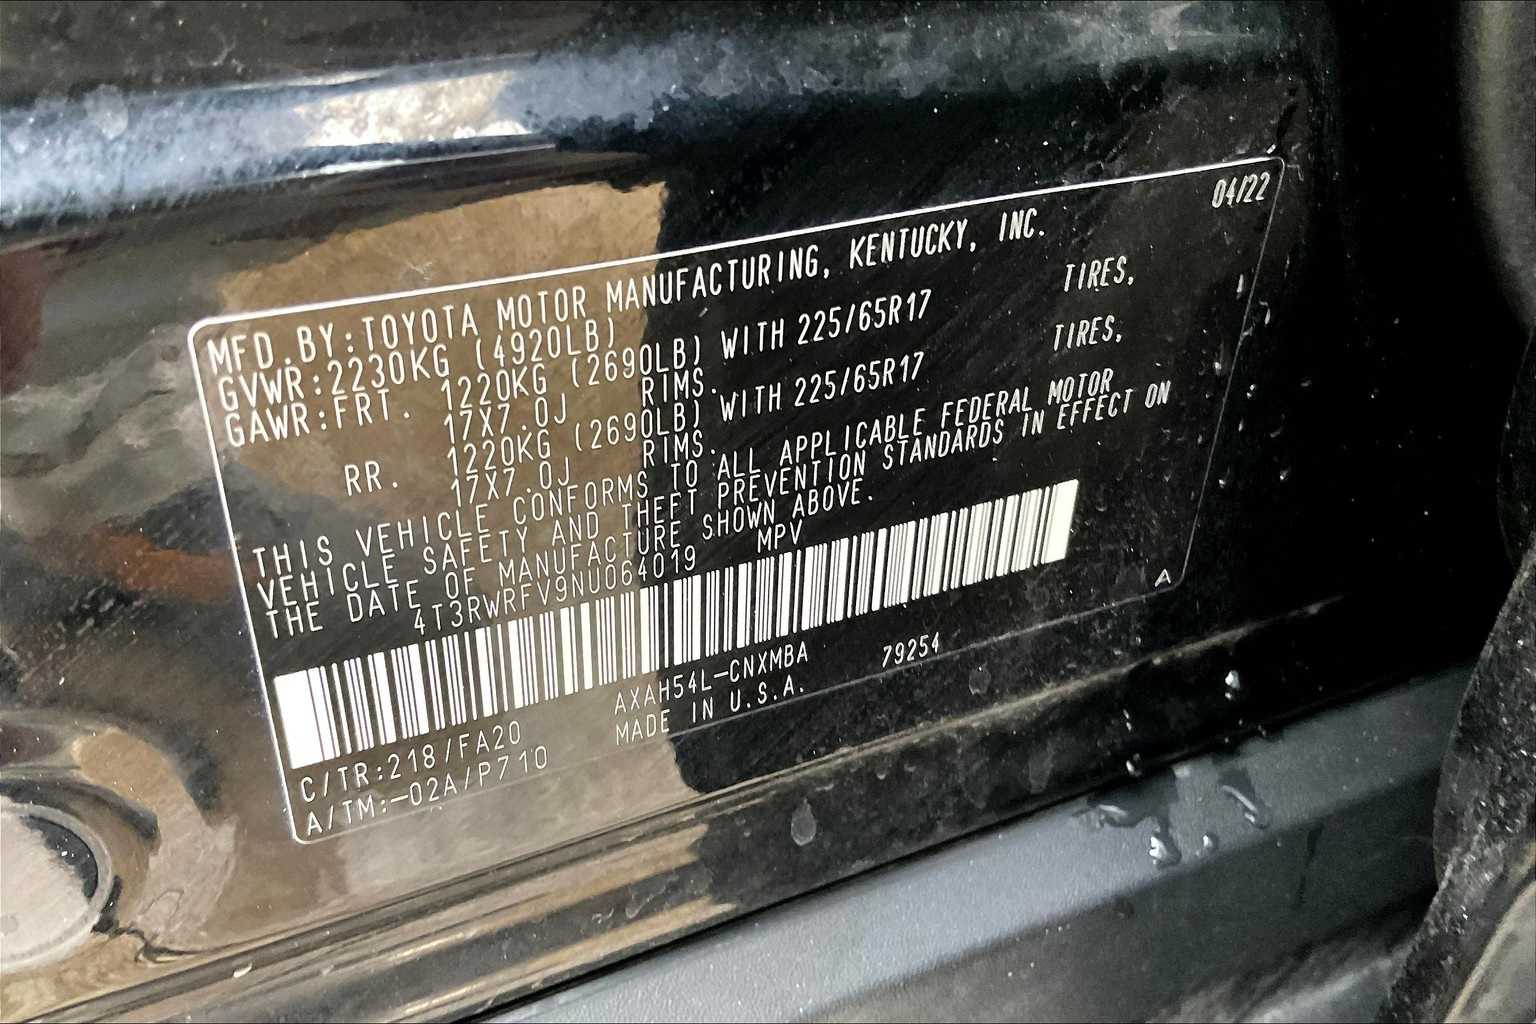 04/22
MFD.BY:TOYOTA MOTOR MANUFACTURING, KENTUCKY, INC.
GVWR:2230KG (4920LB)
GAWR:FRT. 1220KG (2690LB) WITH 225/65R17 TIRES,
17X7.0J RIMS.
RR. 1220KG (2690LB) WITH 225/65R17 TIRES,
17X7.0J RIMS.
THIS VEHICLE CONFORMS TO ALL APPLICABLE FEDERAL MOTOR
VEHICLE SAFETY AND THEFT PREVENTION STANDARDS IN EFFECT ON
THE DATE OF MANUFACTURE SHOWN ABOVE.
4T3RWRFV9NU064019 MPV
A
C/TR:218/FA20 AXAH54L-CNXMBA 79254
A/TM:-02A/P710 MADE IN U.S.A.